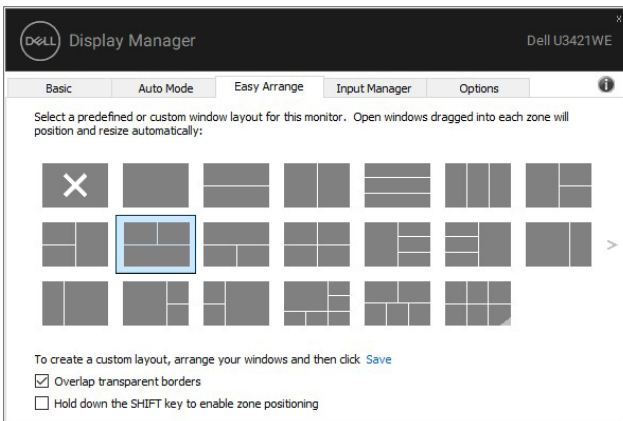 DELL Display Manager
Dell U3421WE
Basic
Auto Mode
Easy Arrange
Input Manager
Options
Select a predefined or custom window layout for this monitor. Open windows dragged into each zone will
position and resize automatically:
To create a custom layout, arrange your windows and then click Save
Overlap transparent borders
Hold down the SHIFT key to enable zone positioning